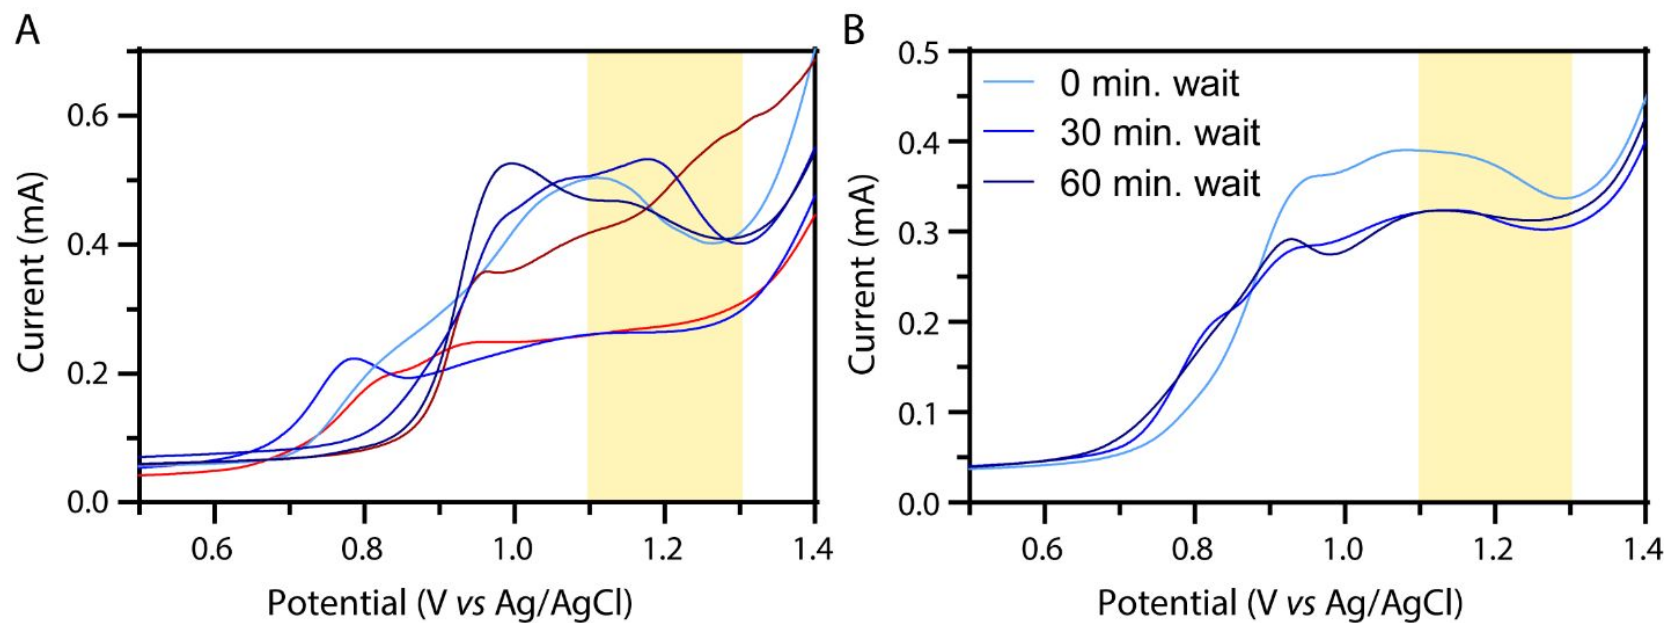 A
Current (mA)
0.6
0.4
0.2
0.0
0.6
0.8
1.0
1.2
1.4
Potential (V vs Ag/AgCl)
B
Current (mA)
0.5
0.4
0.3
0.2
0.1
0.0
0 min. wait
30 min. wait
60 min. wait
0.6
0.8
1.0
1.2
1.4
Potential (V vs Ag/AgCl)